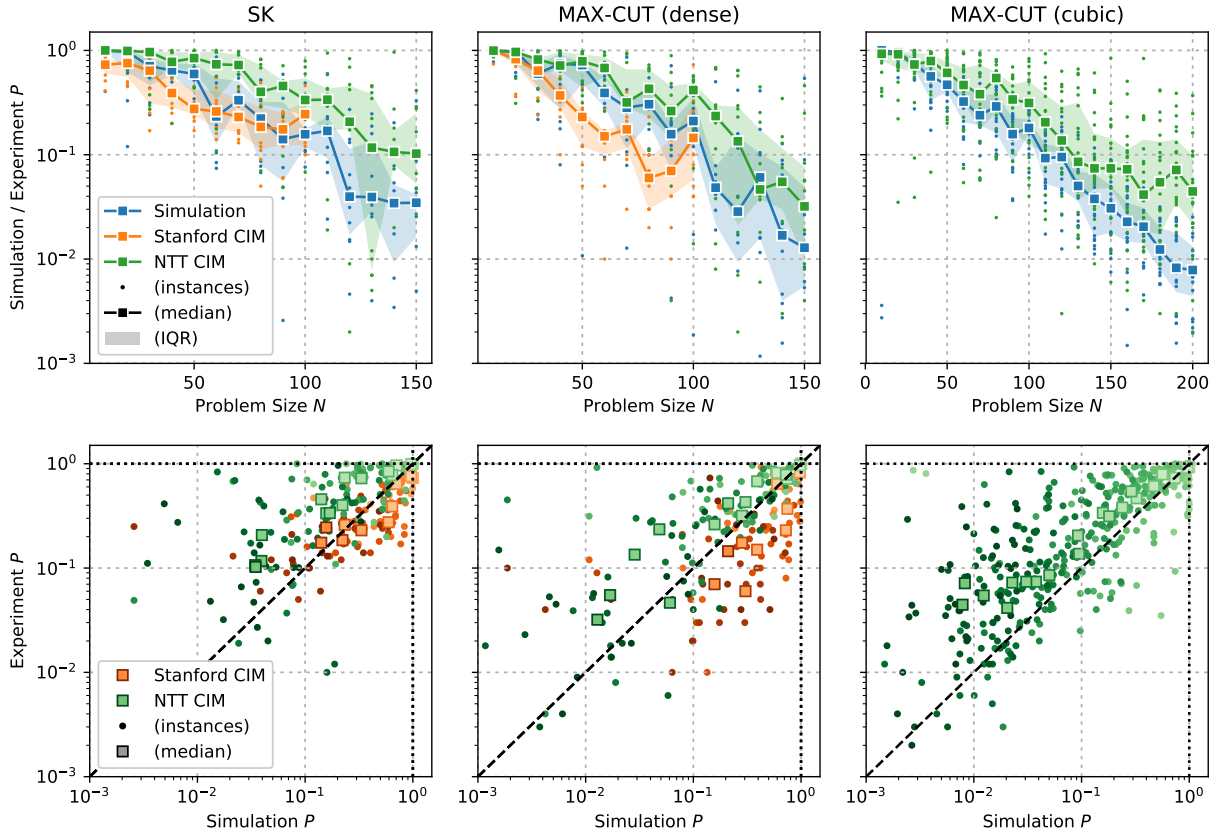 SK
MAX-CUT (dense)
MAX-CUT (cubic)
Simulation / Experiment P
10⁰
10⁻¹
10⁻²
10⁻³
Simulation
Stanford CIM
NTT CIM
(instances)
(median)
(IQR)
50 100 150
Problem Size N
50 100 150
Problem Size N
0 50 100 150 200
Problem Size N
Experiment P
10⁰
10⁻¹
10⁻²
10⁻³
Stanford CIM
NTT CIM
(instances)
(median)
10⁻³ 10⁻² 10⁻¹ 10⁰
Simulation P
10⁻³ 10⁻² 10⁻¹ 10⁰
Simulation P
10⁻³ 10⁻² 10⁻¹ 10⁰
Simulation P